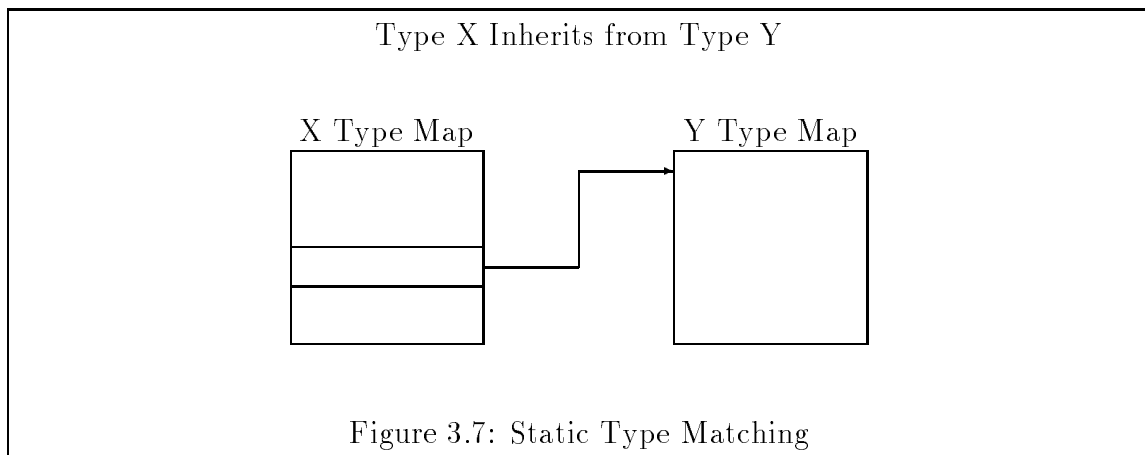 Type X Inherits from Type Y
X Type Map
Y Type Map
Figure 3.7: Static Type Matching